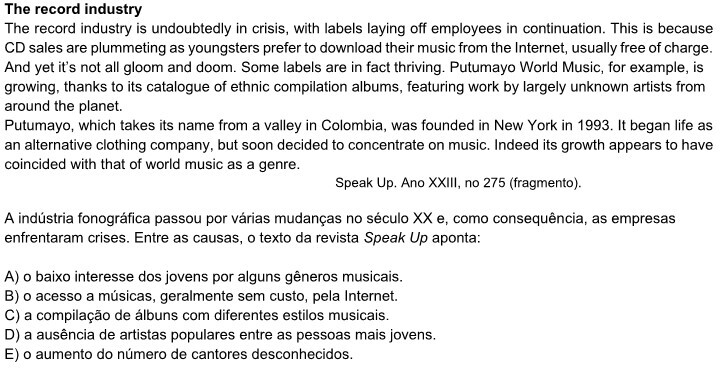 The record industry
The record industry is undoubtedly in crisis, with labels laying off employees in continuation. This is because
CD sales are plummeting as youngsters prefer to download their music from the Internet, usually free of charge.
And yet it's not all gloom and doom. Some labels are in fact thriving. Putumayo World Music, for example, is
growing, thanks to its catalogue of ethnic compilation albums, featuring work by largely unknown artists from
around the planet.
Putumayo, which takes its name from a valley in Colombia, was founded in New York in 1993. It began life as
an alternative clothing company, but soon decided to concentrate on music. Indeed its growth appears to have
coincided with that of world music as a genre.
Speak Up. Ano XXIII, no 275 (fragmento).
A indústria fonográfica passou por várias mudanças no século XX e, como consequência, as empresas
enfrentaram crises. Entre as causas, o texto da revista Speak Up aponta:
A) o baixo interesse dos jovens por alguns gêneros musicais.
B) o acesso a músicas, geralmente sem custo, pela Internet.
C) a compilação de álbuns com diferentes estilos musicais.
D) a ausência de artistas populares entre as pessoas mais jovens.
E) o aumento do número de cantores desconhecidos.